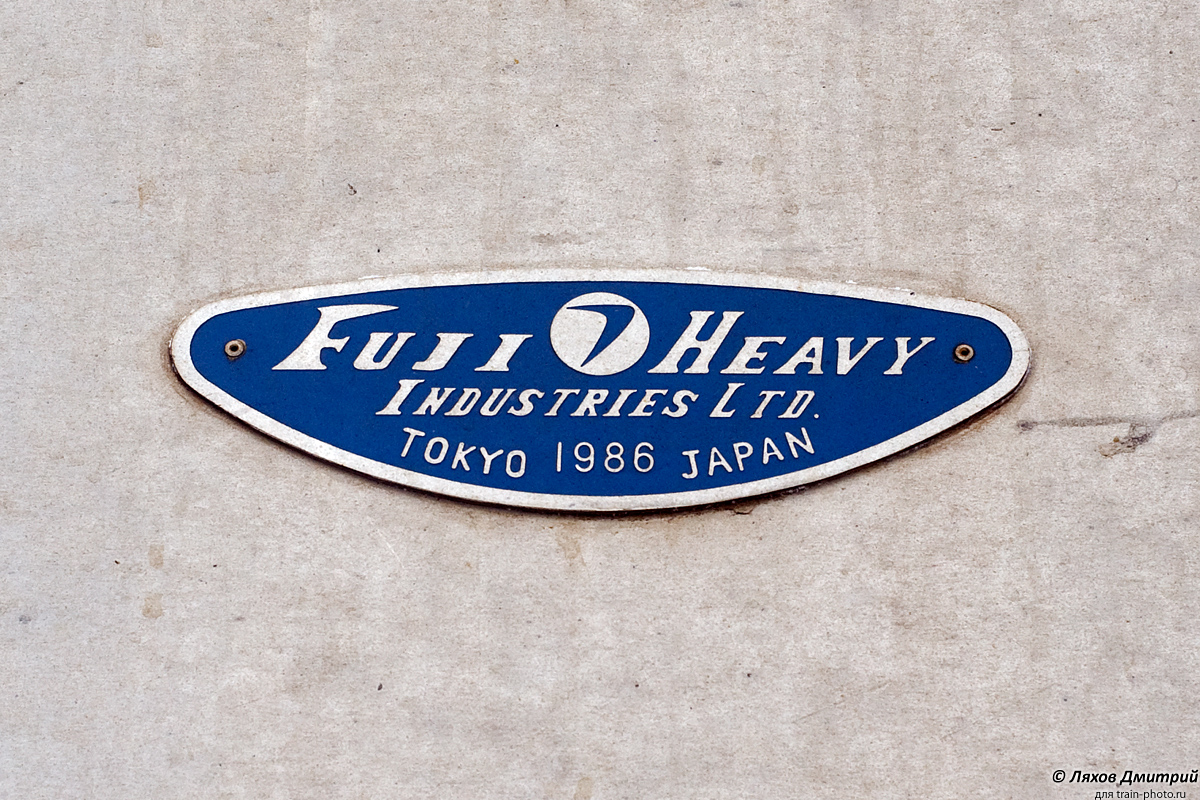 FUJI HEAVY
INDUSTRIES LTD.
TOKYO 1986 JAPAN
© Ляхов Дмитрий
для train-photo.ru